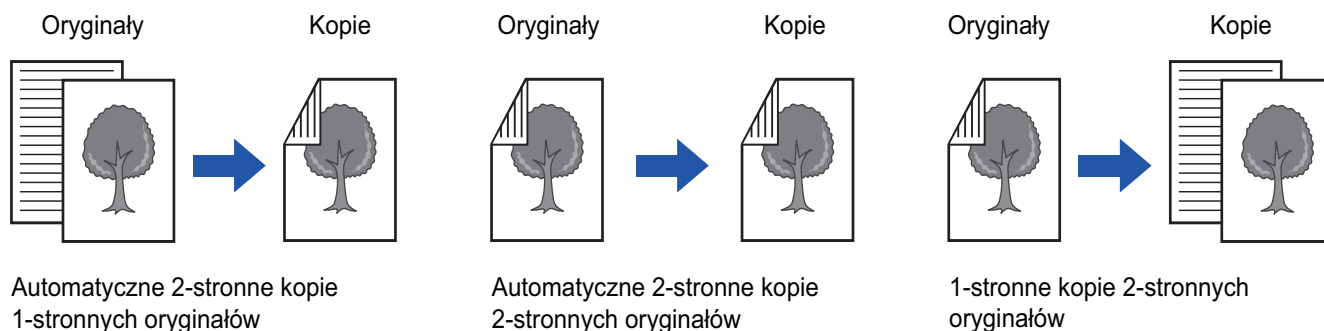 Oryginały
Kopie
Oryginały
Kopie
Oryginały
Kopie
Automatyczne 2-stronne kopie
1-stronnych oryginałów
Automatyczne 2-stronne kopie
2-stronnych oryginałów
1-stronne kopie 2-stronnych
oryginałów